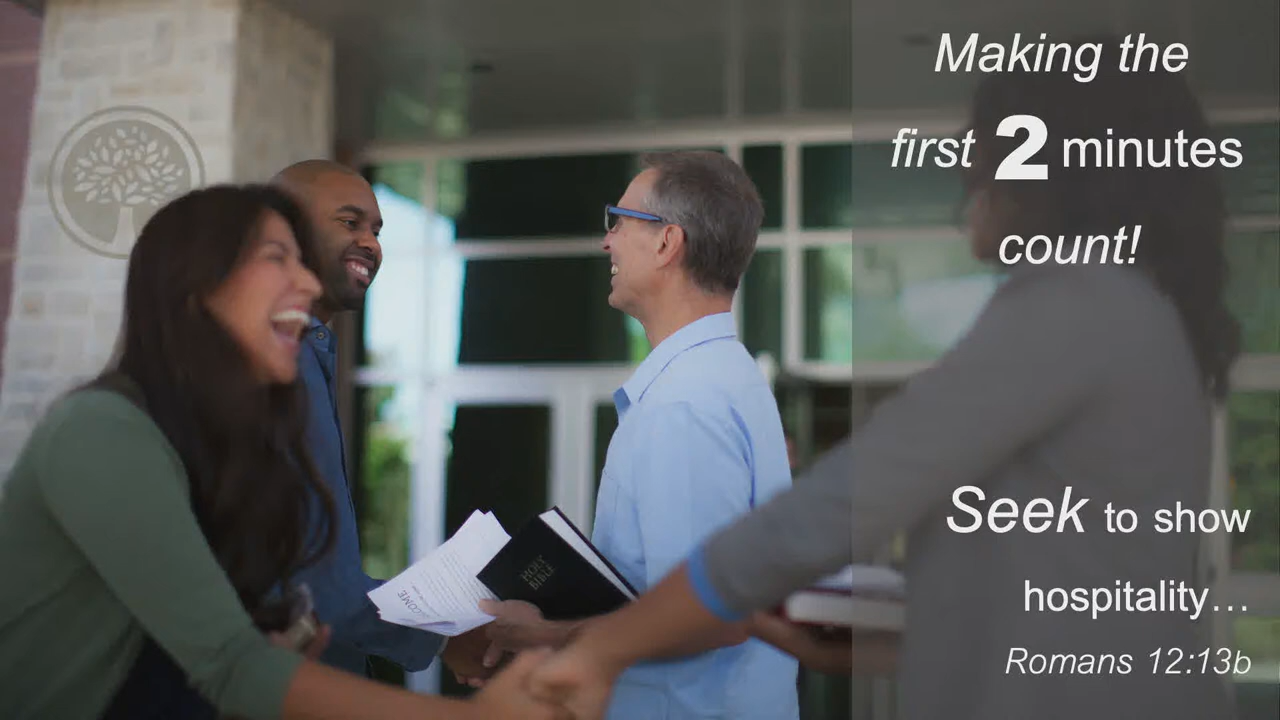 Making the
first 2 minutes
count!
Seek to show
hospitality…
Romans 12:13b
HOLY
BIBLE